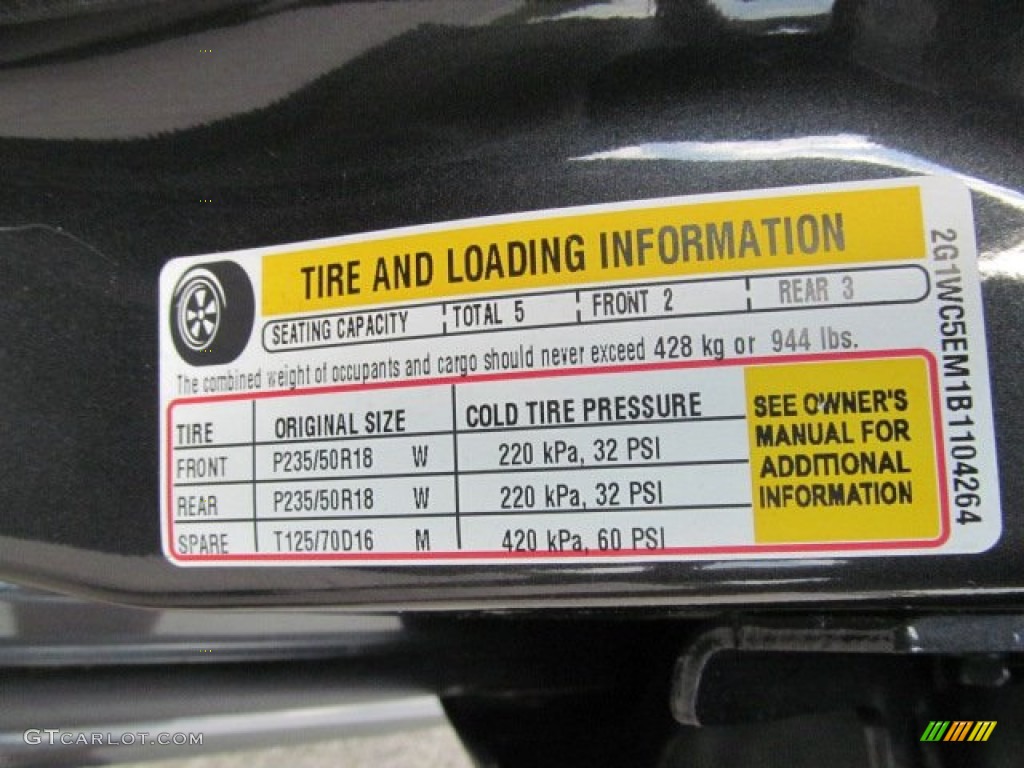 TIRE AND LOADING INFORMATION
SEATING CAPACITY TOTAL 5 FRONT 2 REAR 3
The combined weight of occupants and cargo should never exceed 428 kg or 944 lbs.
TIRE ORIGINAL SIZE COLD TIRE PRESSURE
FRONT P235/50R18 W 220 kPa, 32 PSI
REAR P235/50R18 W 220 kPa, 32 PSI
SPARE T125/70D16 M 420 kPa, 60 PSI
SEE OWNER'S
MANUAL FOR
ADDITIONAL
INFORMATION
2G1WC5EM1B1104264
GTCARLOT.COM